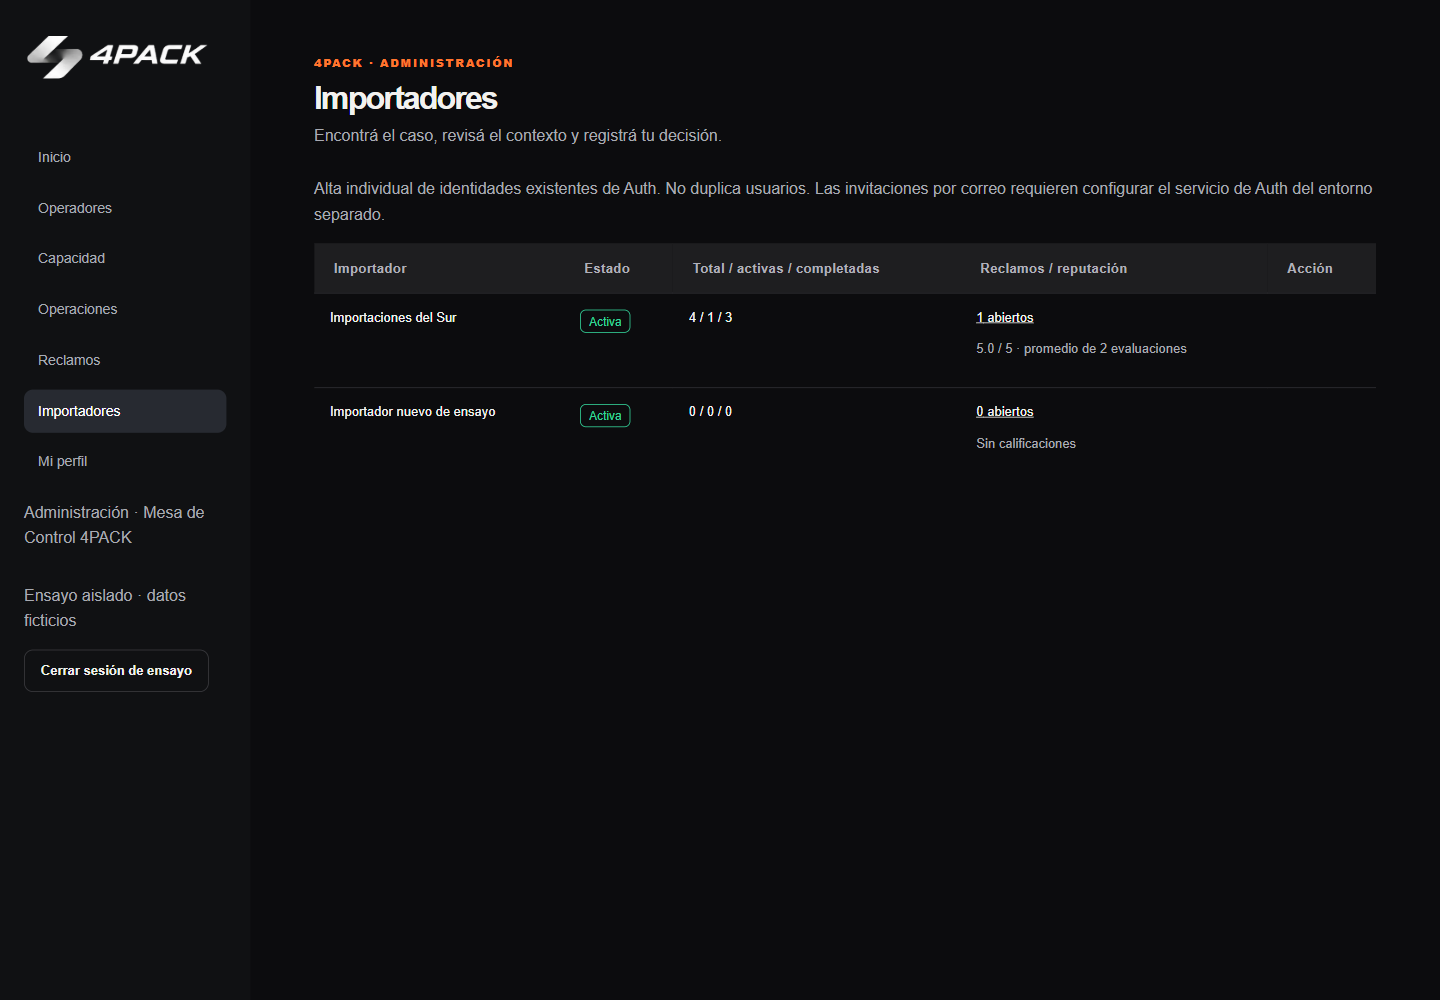 4PACK
Inicio
Operadores
Capacidad
Operaciones
Reclamos
Importadores
Mi perfil
Administración · Mesa de
Control 4PACK
Ensayo aislado · datos
ficticios
Cerrar sesión de ensayo
4PACK · ADMINISTRACIÓN
Importadores
Encontrá el caso, revisá el contexto y registrá tu decisión.
Alta individual de identidades existentes de Auth. No duplica usuarios. Las invitaciones por correo requieren configurar el servicio de Auth del entorno
separado.
Importador Estado Total / activas / completadas Reclamos / reputación Acción
Importaciones del Sur Activa 4 / 1 / 3 1 abiertos
5.0 / 5 · promedio de 2 evaluaciones
Importador nuevo de ensayo Activa 0 / 0 / 0 0 abiertos
Sin calificaciones